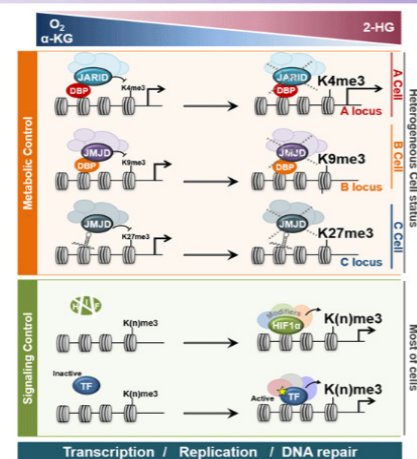 O2
α-KG
2-HG
Metabolic Control
JARID
DBP
K4me3
JARID
DBP
K4me3
A locus
A Cell
JMJD
DBP
K9me3
JMJD
DBP
K9me3
B locus
B Cell
JMJD
K27me3
JMJD
K27me3
C locus
C Cell
Heterogeneous Cell status
Signaling Control
K(n)me3
Modifiers
HIF1α
K(n)me3
Inactive
TF
K(n)me3
Active
TF
K(n)me3
Most of cells
Transcription / Replication / DNA repair